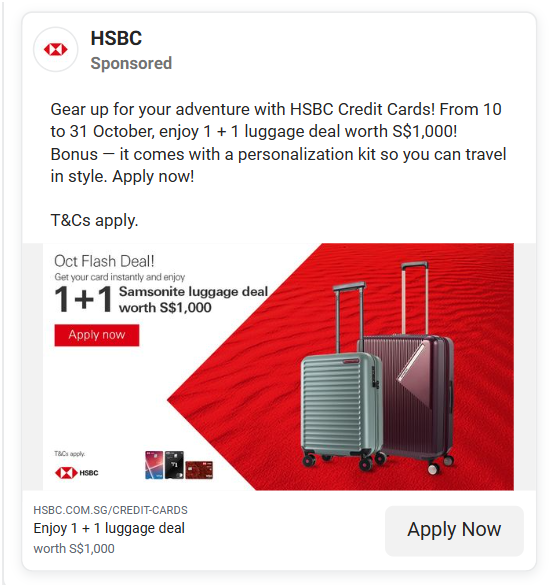 HSBC
Sponsored
Gear up for your adventure with HSBC Credit Cards! From 10
to 31 October, enjoy 1 + 1 luggage deal worth S$1,000!
Bonus — it comes with a personalization kit so you can travel
in style. Apply now!
T&Cs apply.
Oct Flash Deal!
Get your card instantly and enjoy
1+1 Samsonite luggage deal
worth S$1,000
Apply now
T&Cs apply.
HSBC
HSBC.COM.SG/CREDIT-CARDS
Enjoy 1 + 1 luggage deal
worth S$1,000
Apply Now